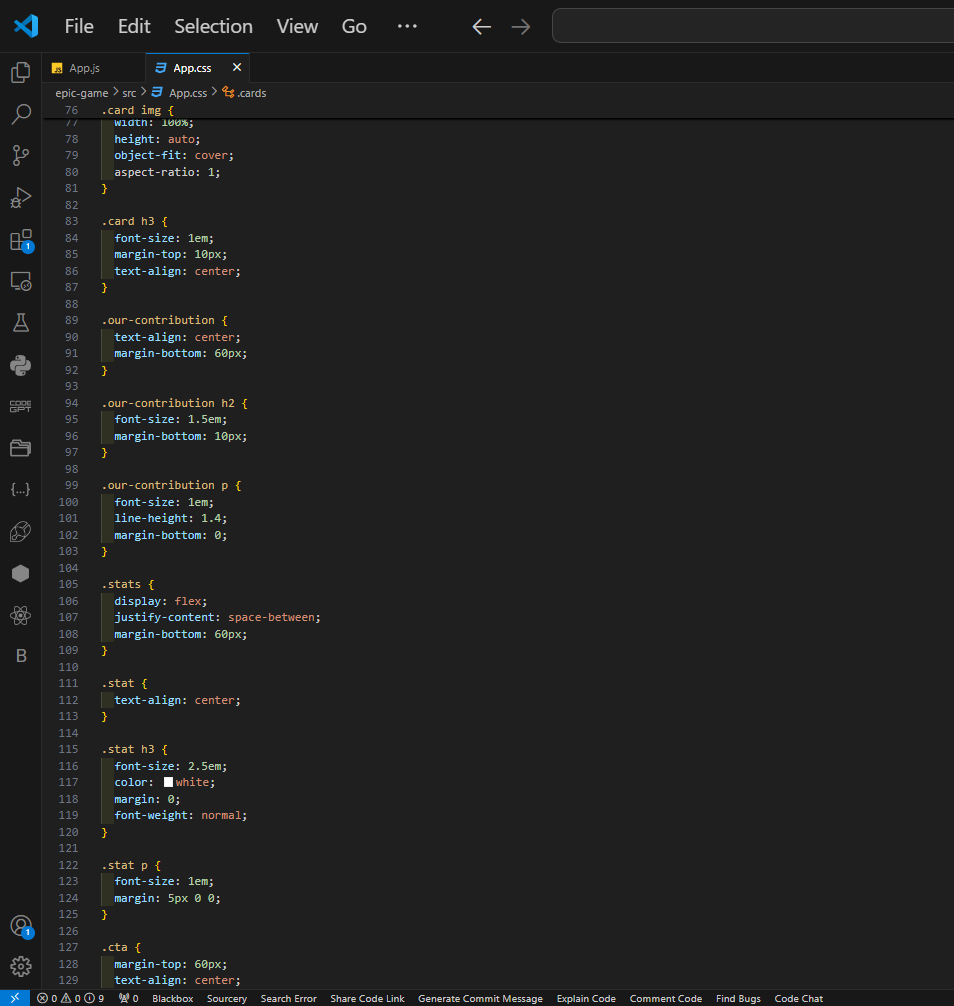 File Edit Selection View Go ···
App.js App.css
epic-game > src > App.css > .cards
76 .card img {
77 width: 100%;
78 height: auto;
79 object-fit: cover;
80 aspect-ratio: 1;
81 }
82
83 .card h3 {
84 font-size: 1em;
85 margin-top: 10px;
86 text-align: center;
87 }
88
89 .our-contribution {
90 text-align: center;
91 margin-bottom: 60px;
92 }
93
94 .our-contribution h2 {
95 font-size: 1.5em;
96 margin-bottom: 10px;
97 }
98
99 .our-contribution p {
100 font-size: 1em;
101 line-height: 1.4;
102 margin-bottom: 0;
103 }
104
105 .stats {
106 display: flex;
107 justify-content: space-between;
108 margin-bottom: 60px;
109 }
110
111 .stat {
112 text-align: center;
113 }
114
115 .stat h3 {
116 font-size: 2.5em;
117 color: white;
118 margin: 0;
119 font-weight: normal;
120 }
121
122 .stat p {
123 font-size: 1em;
124 margin: 5px 0 0;
125 }
126
127 .cta {
128 margin-top: 60px;
129 text-align: center;
1
{...}
B
1
0 0 9 0 Blackbox Sourcery Search Error Share Code Link Generate Commit Message Explain Code Comment Code Find Bugs Code Chat